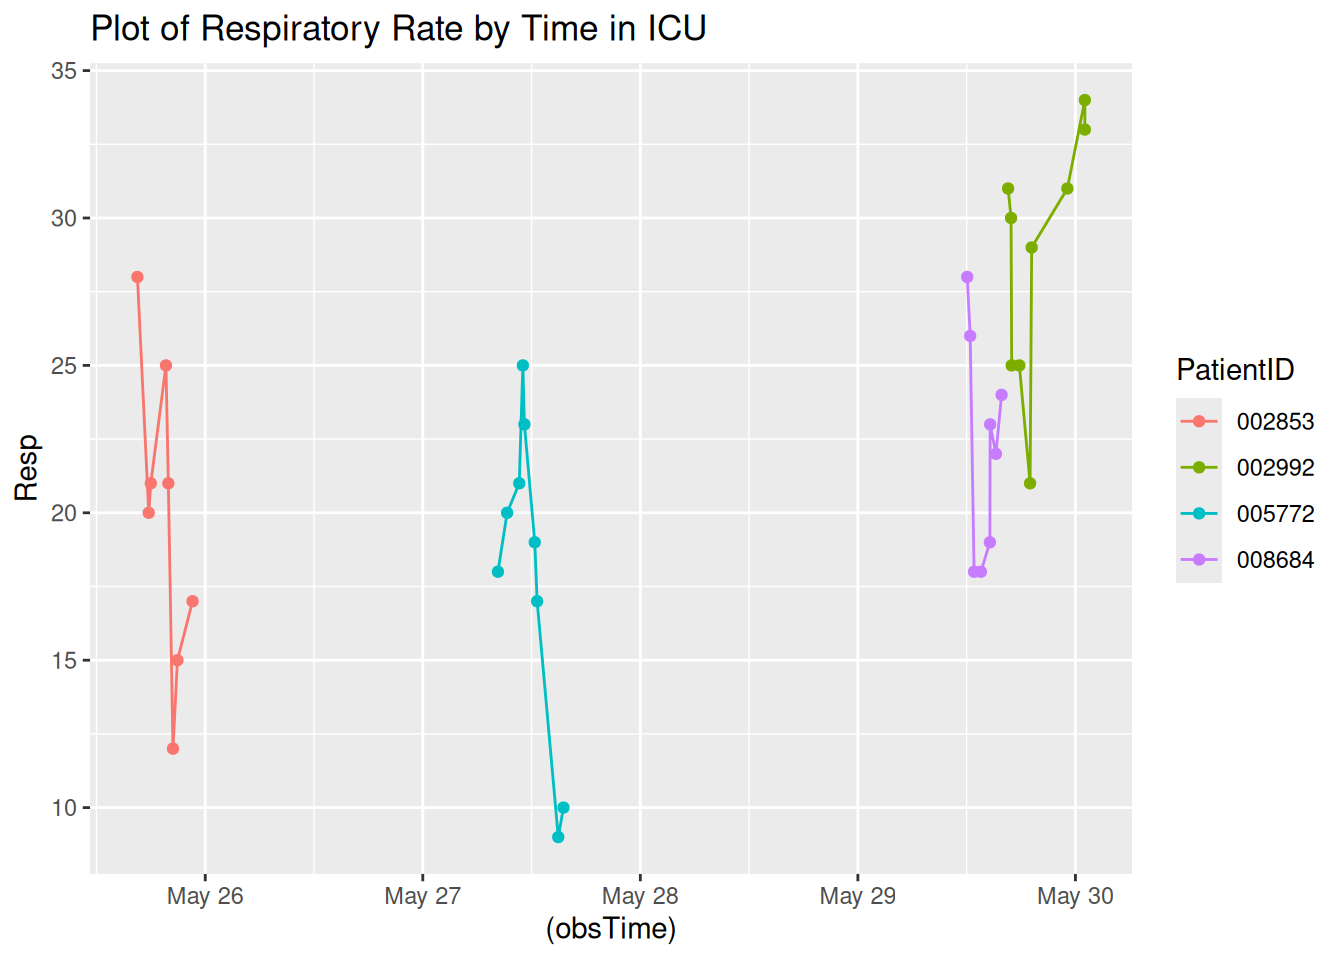 Plot of Respiratory Rate by Time in ICU
35
30
25
20
15
10
Resp
May 26 May 27 May 28 May 29 May 30
(obsTime)
PatientID
002853
002992
005772
008684